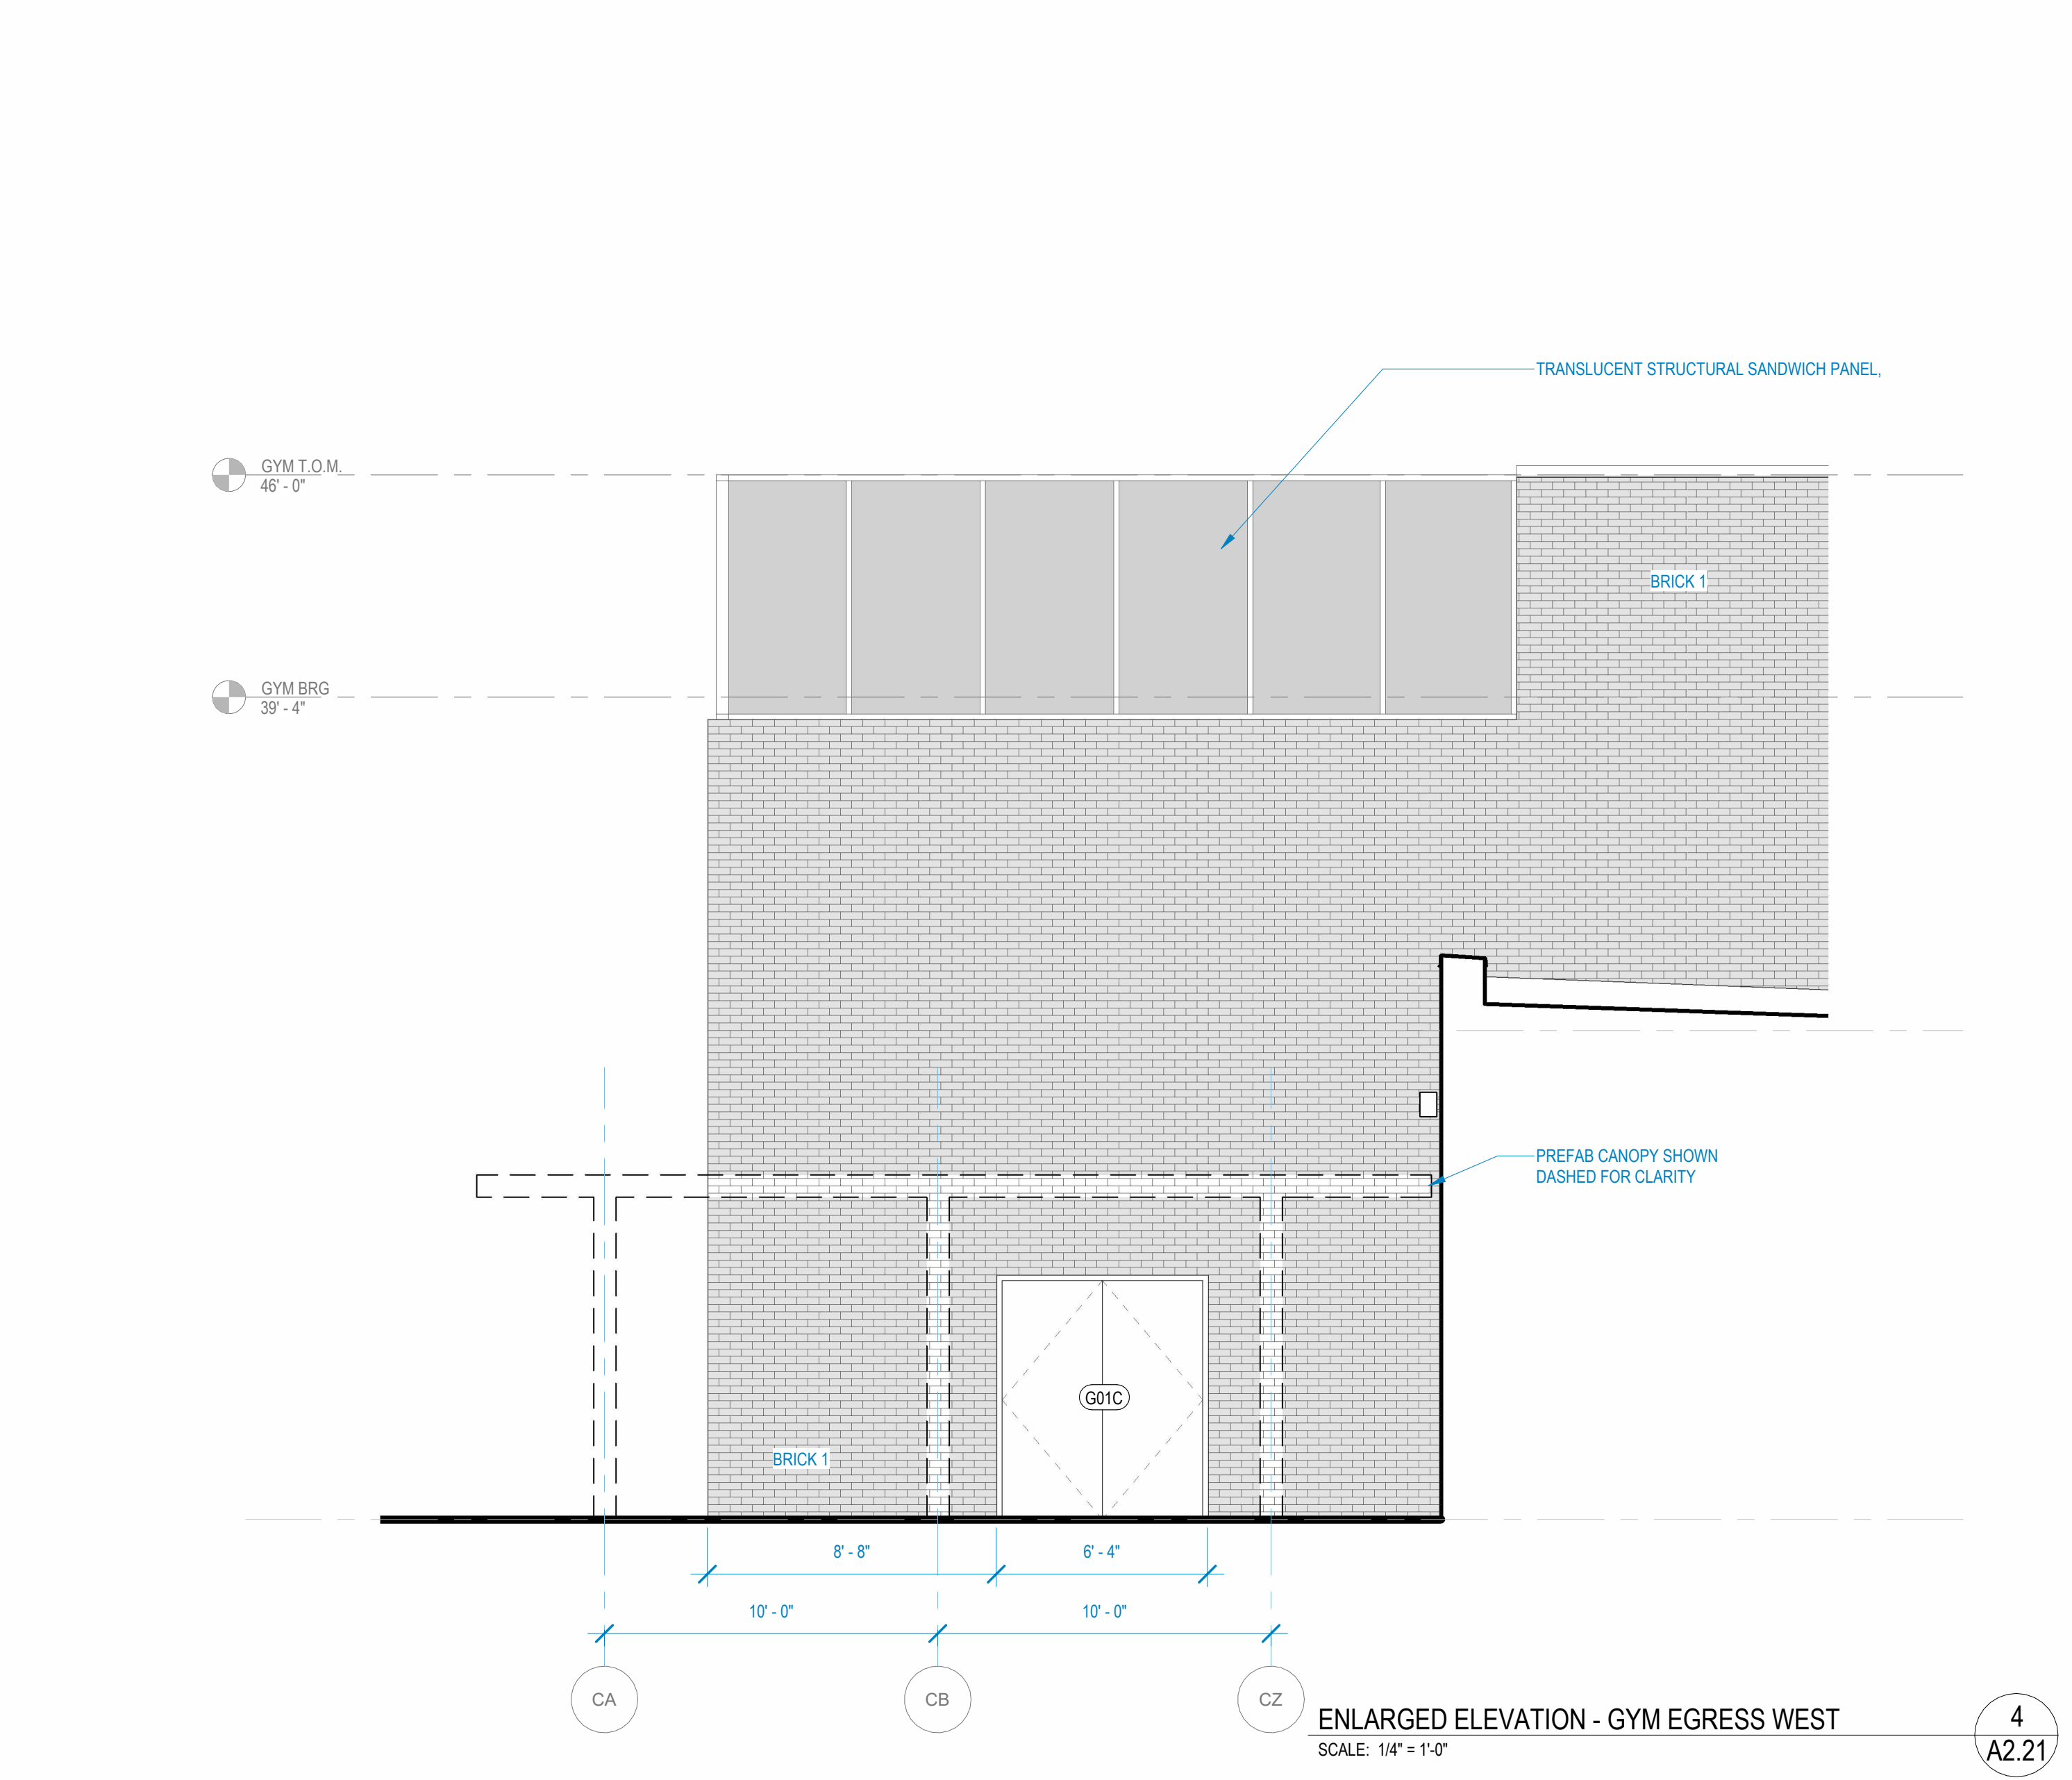 TRANSLUCENT STRUCTURAL SANDWICH PANEL,
GYM T.O.M.
46' - 0"
BRICK 1
GYM BRG
39' - 4"
PREFAB CANOPY SHOWN
DASHED FOR CLARITY
G01C
BRICK 1
8' - 8"
6' - 4"
10' - 0"
10' - 0"
CA
CB
CZ
ENLARGED ELEVATION - GYM EGRESS WEST
SCALE: 1/4" = 1'-0"
4
A2.21